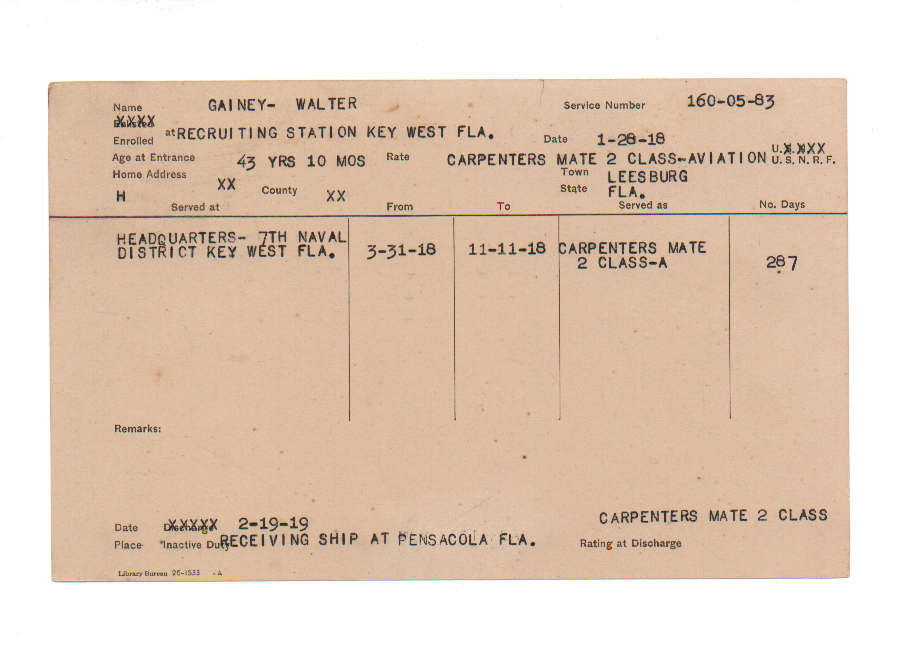 Name GAINEY- WALTER Service Number 160-05-83
XXXX
Enrolled at RECRUITING STATION KEY WEST FLA. Date 1-28-18
Age at Entrance 43 YRS 10 MOS Rate CARPENTERS MATE 2 CLASS-AVIATION U.S.N.R.F.
Home Address XX County XX Town LEESBURG
H State FLA.
Served at From To Served as No. Days
HEADQUARTERS- 7TH NAVAL DISTRICT KEY WEST FLA. 3-31-18 11-11-18 CARPENTERS MATE 2 CLASS-A 287
Remarks:
Date Discharge XXXXX 2-19-19 CARPENTERS MATE 2 CLASS
Place Inactive Duty RECEIVING SHIP AT PENSACOLA FLA. Rating at Discharge
Library Bureau 26-1533 -A